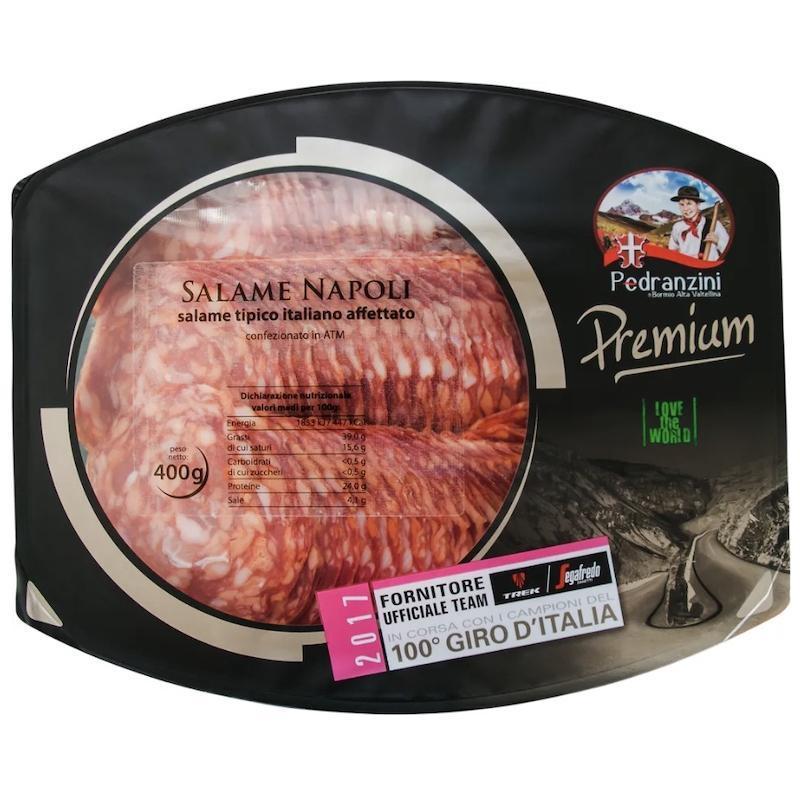 SALAME NAPOLI
salame tipico italiano affettato
confezionato in ATM
Dichiarazione nutrizionale
valori medi per 100g:
Energia 1853 kJ / 447 kCal
Grassi 39,0 g
di cui saturi 15,6 g
Carboidrati <0,5 g
di cui zuccheri <0,5 g
Proteine 24,0 g
Sale 4,1 g
peso
netto:
400g
Pedranzini
Bormio Alta Valtellina
Premium
LOVE
the
WORLD
2017
FORNITORE
UFFICIALE TEAM
TREK
Segafredo
IN CORSA CON I CAMPIONI DEL
100° GIRO D'ITALIA